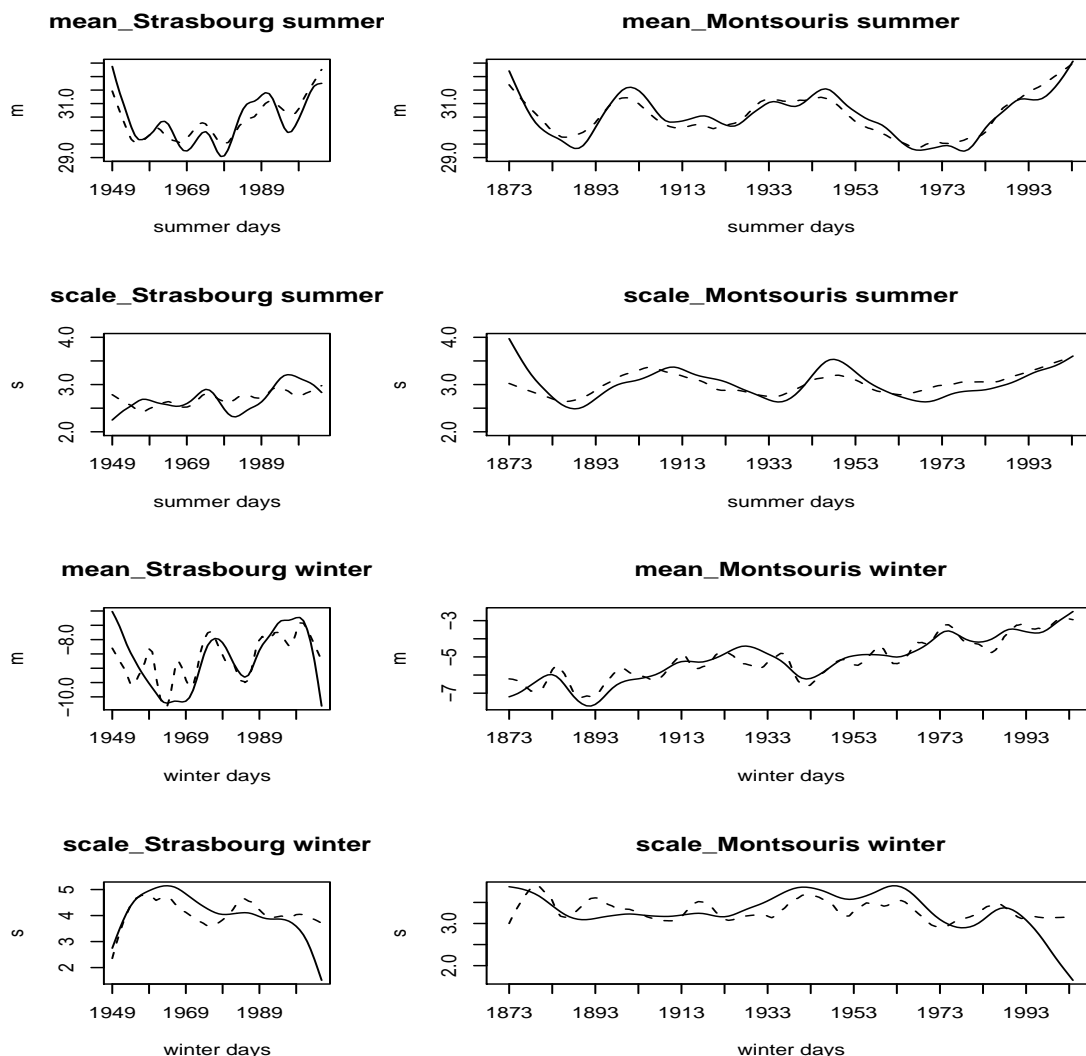 mean_Strasbourg summer
m
31.0
29.0
1949 1969 1989
summer days
mean_Montsouris summer
m
31.0
29.0
1873 1893 1913 1933 1953 1973 1993
summer days
scale_Strasbourg summer
s
4.0
3.0
2.0
1949 1969 1989
summer days
scale_Montsouris summer
s
4.0
3.0
2.0
1873 1893 1913 1933 1953 1973 1993
summer days
mean_Strasbourg winter
m
−8.0
−10.0
1949 1969 1989
winter days
mean_Montsouris winter
m
−3
−5
−7
1873 1893 1913 1933 1953 1973 1993
winter days
scale_Strasbourg winter
s
5
4
3
2
1949 1969 1989
winter days
scale_Montsouris winter
s
3.0
2.0
1873 1893 1913 1933 1953 1973 1993
winter days